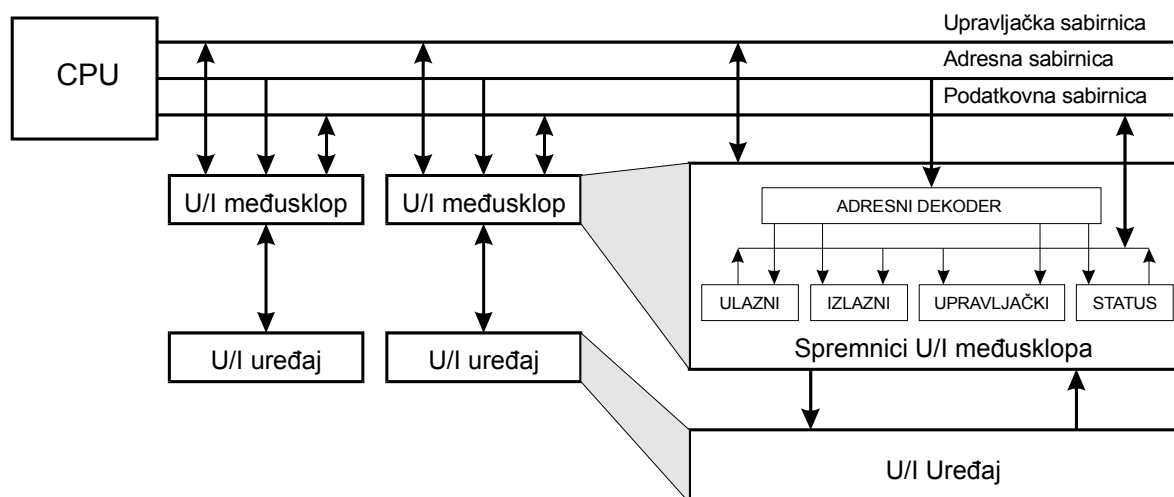 Upravljačka sabirnica
CPU
Adresna sabirnica
Podatkovna sabirnica
U/I međusklop
U/I međusklop
ADRESNI DEKODER
ULAZNI
IZLAZNI
UPRAVLJAČKI
STATUS
Spremnici U/I međusklopa
U/I uređaj
U/I uređaj
U/I Uređaj